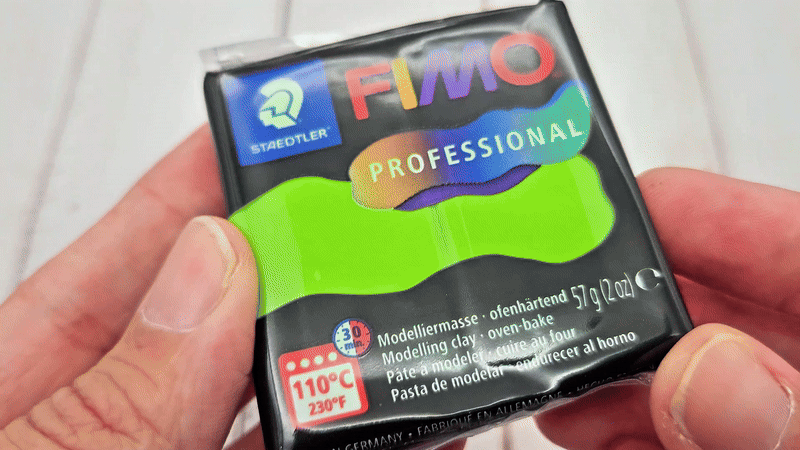 STAEDTLER
FIMO
PROFESSIONAL
30
min.
110°C
230°F
Modelliermasse · ofenhärtend 57 g (2 oz) ℮
Modelling clay · oven-bake
Pâte à modeler · cuire au four
Pasta de modelar · endurecer al horno
GERMANY · FABRIQUÉ EN ALLEMAGNE · HECHO